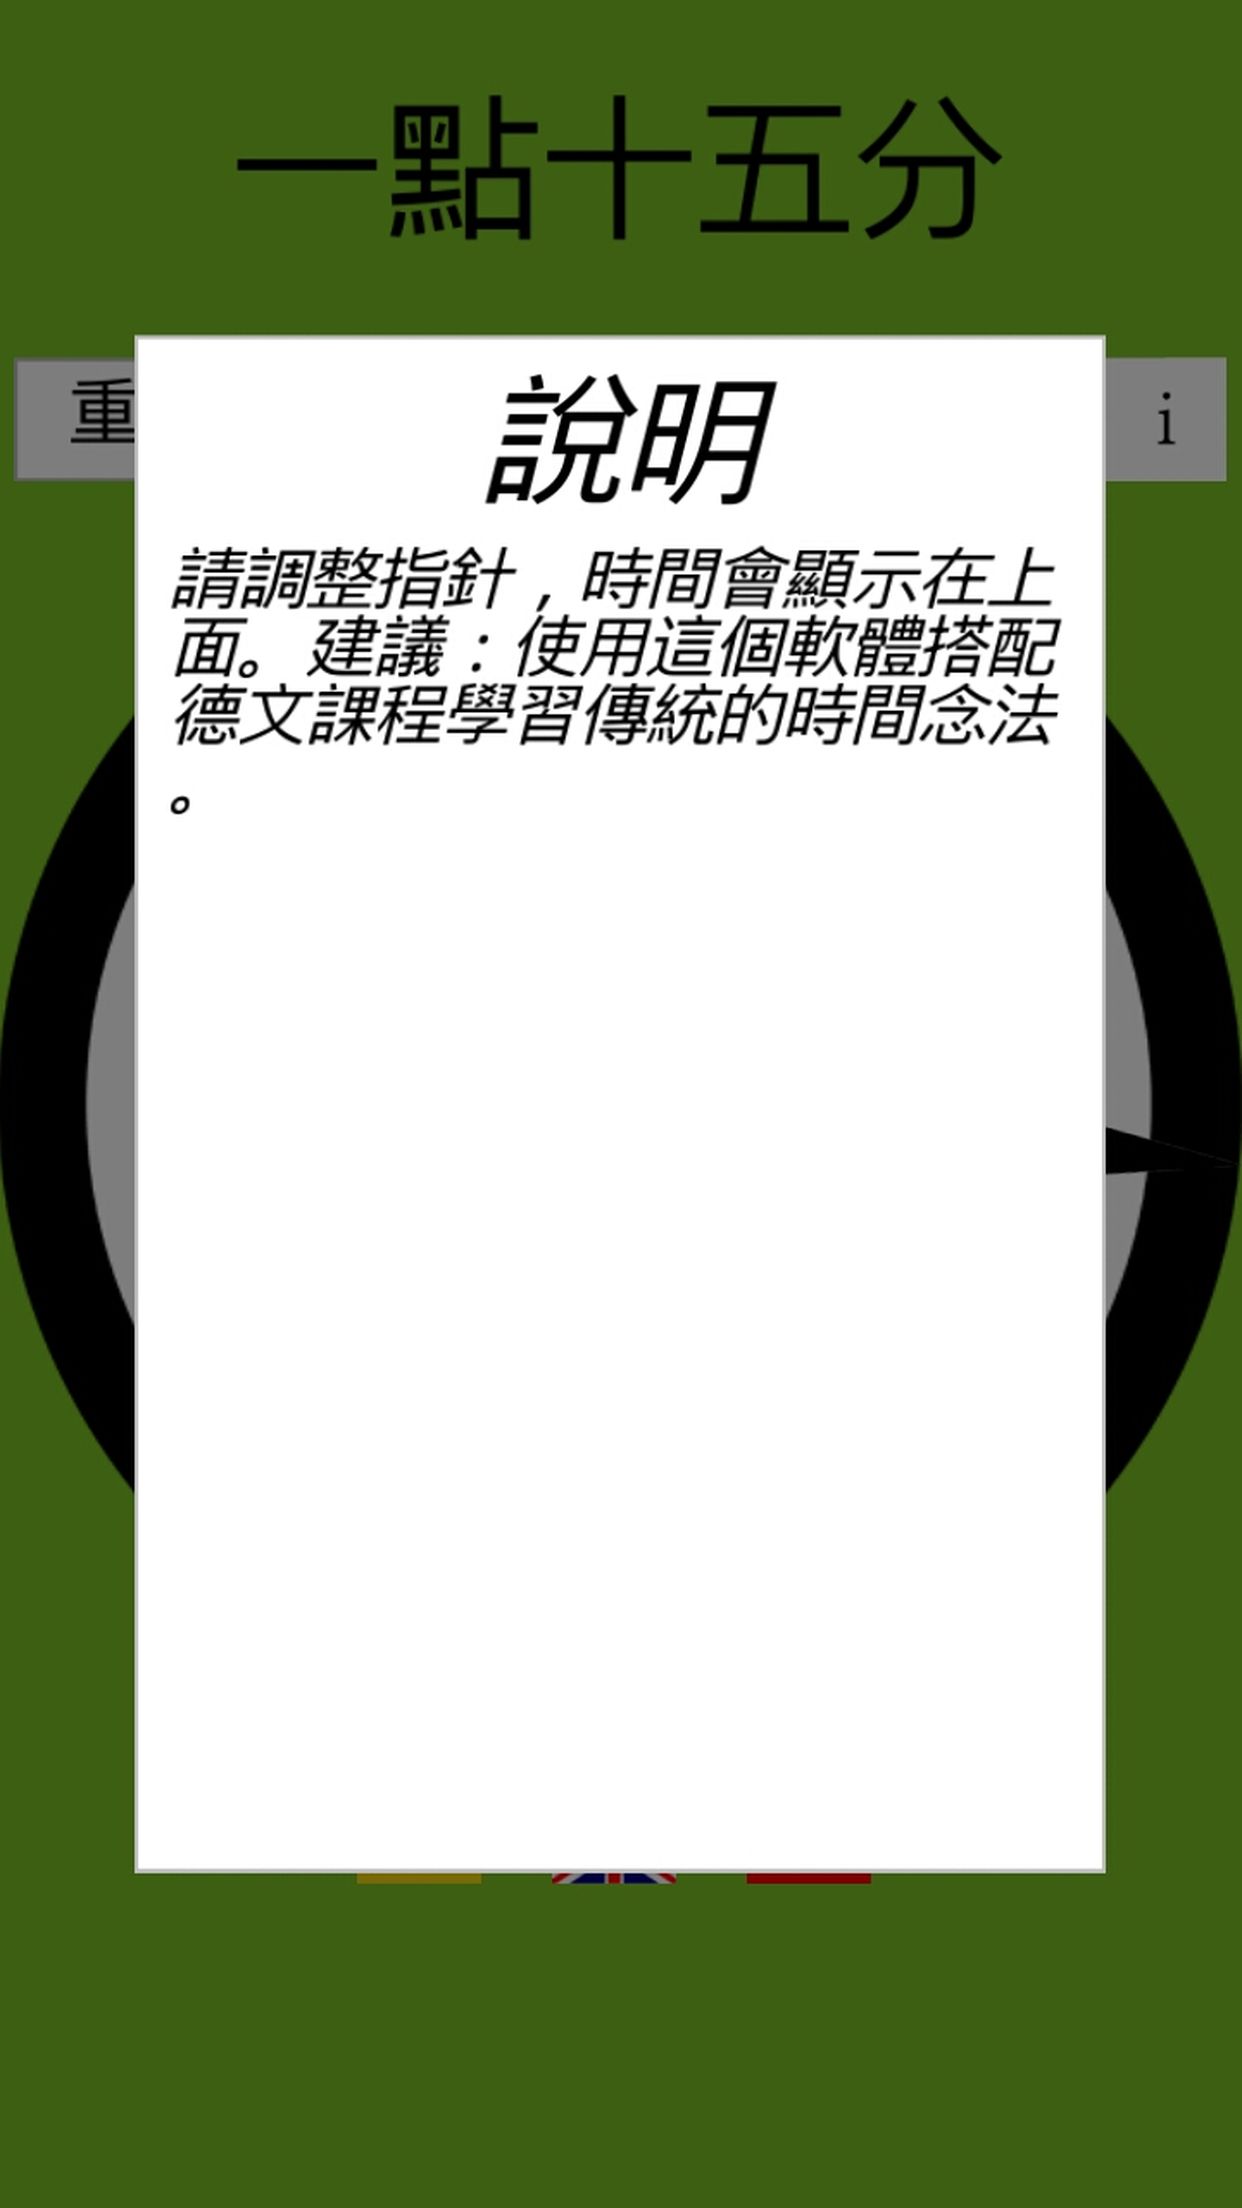 一點十五分
重
i
說明
請調整指針，時間會顯示在上
面。建議：使用這個軟體搭配
德文課程學習傳統的時間念法
。